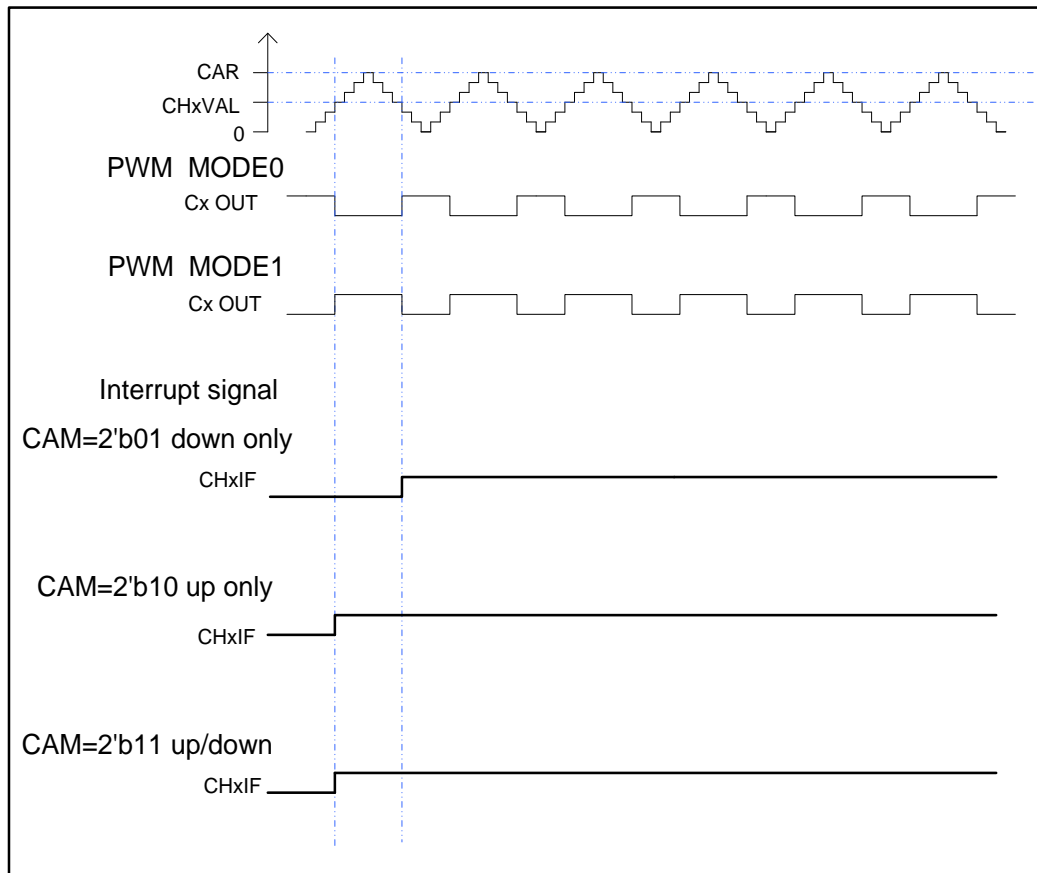 CAR
CHxVAL
0
PWM MODE0
Cx OUT
PWM MODE1
Cx OUT
Interrupt signal
CAM=2'b01 down only
CHxIF
CAM=2'b10 up only
CHxIF
CAM=2'b11 up/down
CHxIF